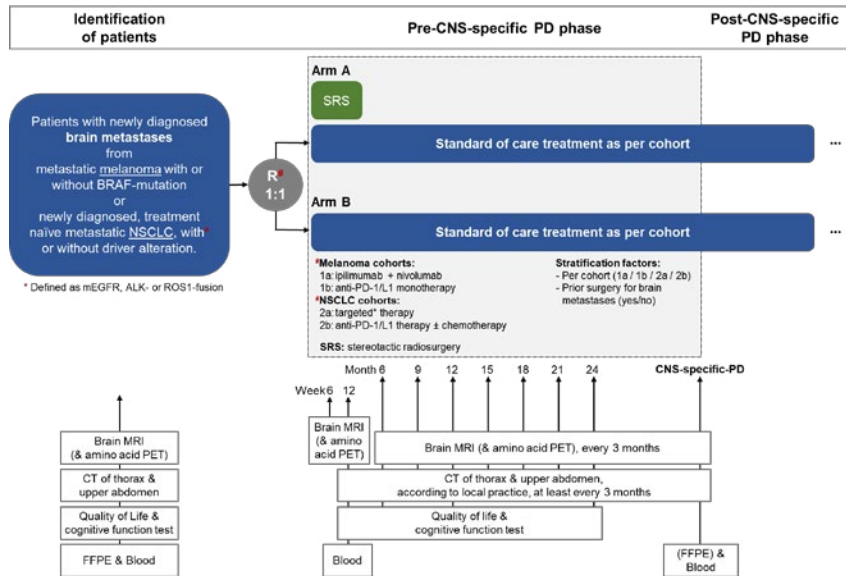 Identification
of patients
Pre-CNS-specific PD phase
Post-CNS-specific
PD phase
Patients with newly diagnosed
brain metastases
from
metastatic melanoma with or
without BRAF-mutation
or
newly diagnosed, treatment
naïve metastatic NSCLC, with*
or without driver alteration.
* Defined as mEGFR, ALK- or ROS1-fusion
R#
1:1
Arm A
SRS
Standard of care treatment as per cohort
...
Arm B
Standard of care treatment as per cohort
...
#Melanoma cohorts:
1a: ipilimumab + nivolumab
1b: anti-PD-1/L1 monotherapy
#NSCLC cohorts:
2a: targeted* therapy
2b: anti-PD-1/L1 therapy ± chemotherapy
SRS: stereotactic radiosurgery
Stratification factors:
- Per cohort (1a / 1b / 2a / 2b)
- Prior surgery for brain
metastases (yes/no)
Month 6 9 12 15 18 21 24 CNS-specific-PD
Week 6 12
Brain MRI
(& amino acid PET)
CT of thorax &
upper abdomen
Quality of Life &
cognitive function test
FFPE & Blood
Brain MRI
(& amino acid PET)
Brain MRI (& amino acid PET), every 3 months
CT of thorax & upper abdomen,
according to local practice, at least every 3 months
Quality of life &
cognitive function test
Blood
(FFPE) &
Blood